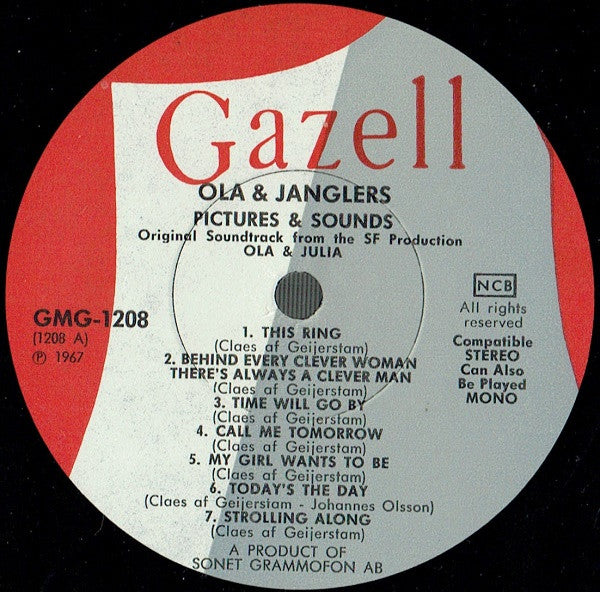 Gazell
OLA & JANGLERS
PICTURES & SOUNDS
Original Soundtrack from the SF Production
OLA & JULIA
GMG-1208
(1208 A)
(P) 1967
NCB
All rights
reserved
Compatible
STEREO
Can Also
Be Played
MONO
1. THIS RING
(Claes af Geijerstam)
2. BEHIND EVERY CLEVER WOMAN
THERE'S ALWAYS A CLEVER MAN
(Claes af Geijerstam)
3. TIME WILL GO BY
(Claes af Geijerstam)
4. CALL ME TOMORROW
(Claes af Geijerstam)
5. MY GIRL WANTS TO BE
(Claes af Geijerstam)
6. TODAY'S THE DAY
(Claes af Geijerstam - Johannes Olsson)
7. STROLLING ALONG
(Claes af Geijerstam)
A PRODUCT OF
SONET GRAMMOFON AB